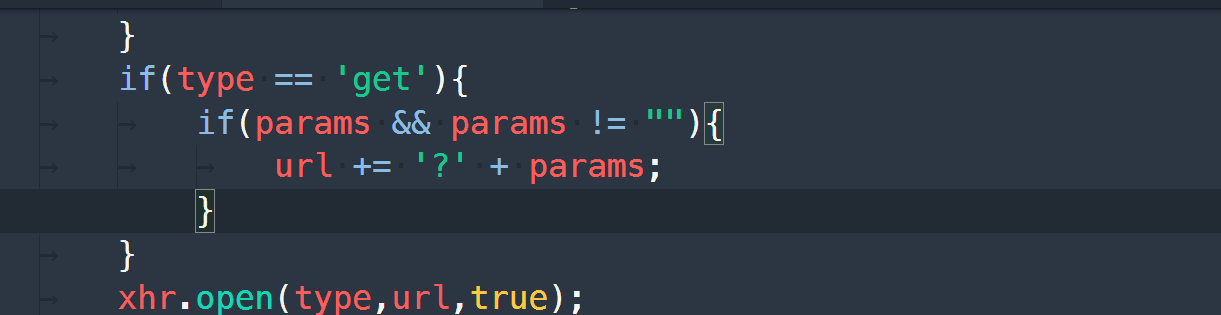 }
if(type == 'get'){
if(params && params != ""){
url += '?' + params;
}
}
xhr.open(type,url,true);